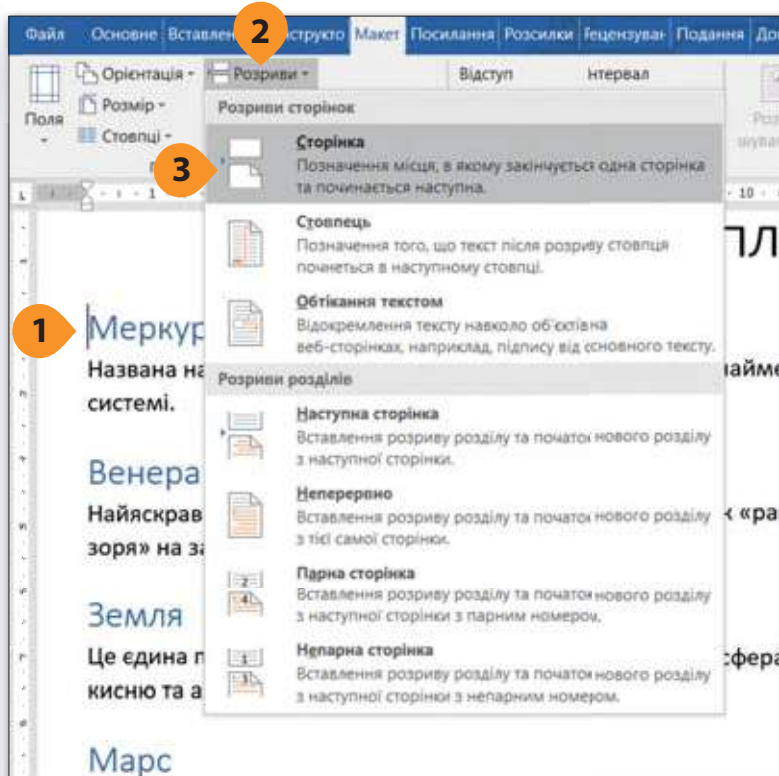 Файл Основне Вставлен нструкто Макет Посилання Розсилки Рецензуван Подання До
2
Поля
Орієнтація
Розмір
Стовпці
Розриви
Відступ
нтервал
Розриви сторінок
3
Сторінка
Позначення місця, в якому закінчується одна сторінка
та починається наступна.
Стовпець
Позначення того, що текст після розриву стовпця
почнеться в наступному стовпці.
Обтікання текстом
Відокремлення тексту навколо об'єктів на
веб-сторінках, наприклад, підпису від основного тексту.
Розриви розділів
Наступна сторінка
Вставлення розриву розділу та початок нового розділу
з наступної сторінки.
Неперервно
Вставлення розриву розділу та початок нового розділу
з тієї самої сторінки.
Парна сторінка
Вставлення розриву розділу та початок нового розділу
з наступної сторінки з парним номером.
Непарна сторінка
Вставлення розриву розділу та початок нового розділу
з наступної сторінки з непарним номером.
1
10
ПЛ
1
Меркур
Названа на айме
системі.
Венера
Найяскрав к «ра
зоря» на за
Земля
Це єдина п сфера
кисню та а
Марс